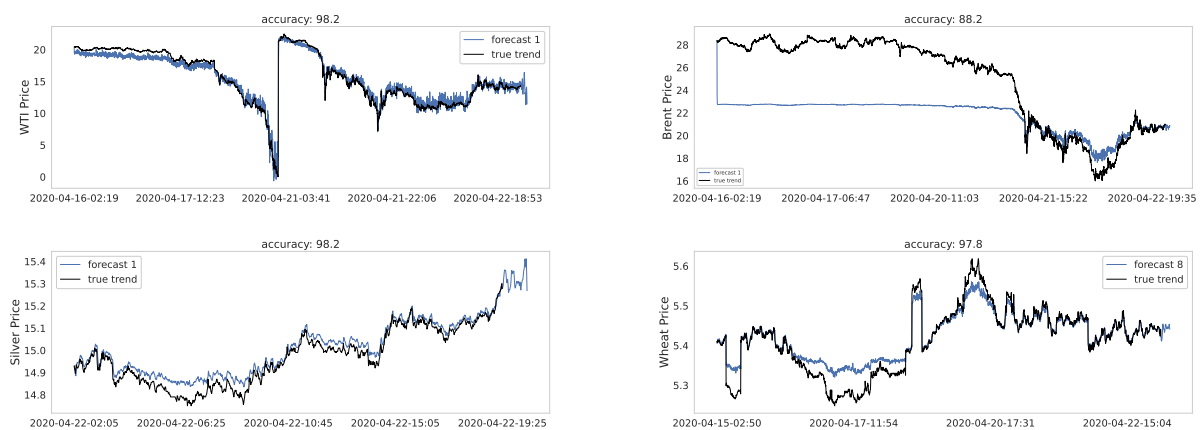 accuracy: 98.2
WTI Price
20
15
10
5
0
forecast 1
true trend
2020-04-16-02:19 2020-04-17-12:23 2020-04-21-03:41 2020-04-21-22:06 2020-04-22-18:53
accuracy: 88.2
Brent Price
28
26
24
22
20
18
16
forecast 1
true trend
2020-04-16-02:19 2020-04-17-06:47 2020-04-20-11:03 2020-04-21-15:22 2020-04-22-19:35
accuracy: 98.2
Silver Price
15.4
15.3
15.2
15.1
15.0
14.9
14.8
forecast 1
true trend
2020-04-22-02:05 2020-04-22-06:25 2020-04-22-10:45 2020-04-22-15:05 2020-04-22-19:25
accuracy: 97.8
Wheat Price
5.6
5.5
5.4
5.3
forecast 8
true trend
2020-04-15-02:50 2020-04-17-11:54 2020-04-20-17:31 2020-04-22-15:04